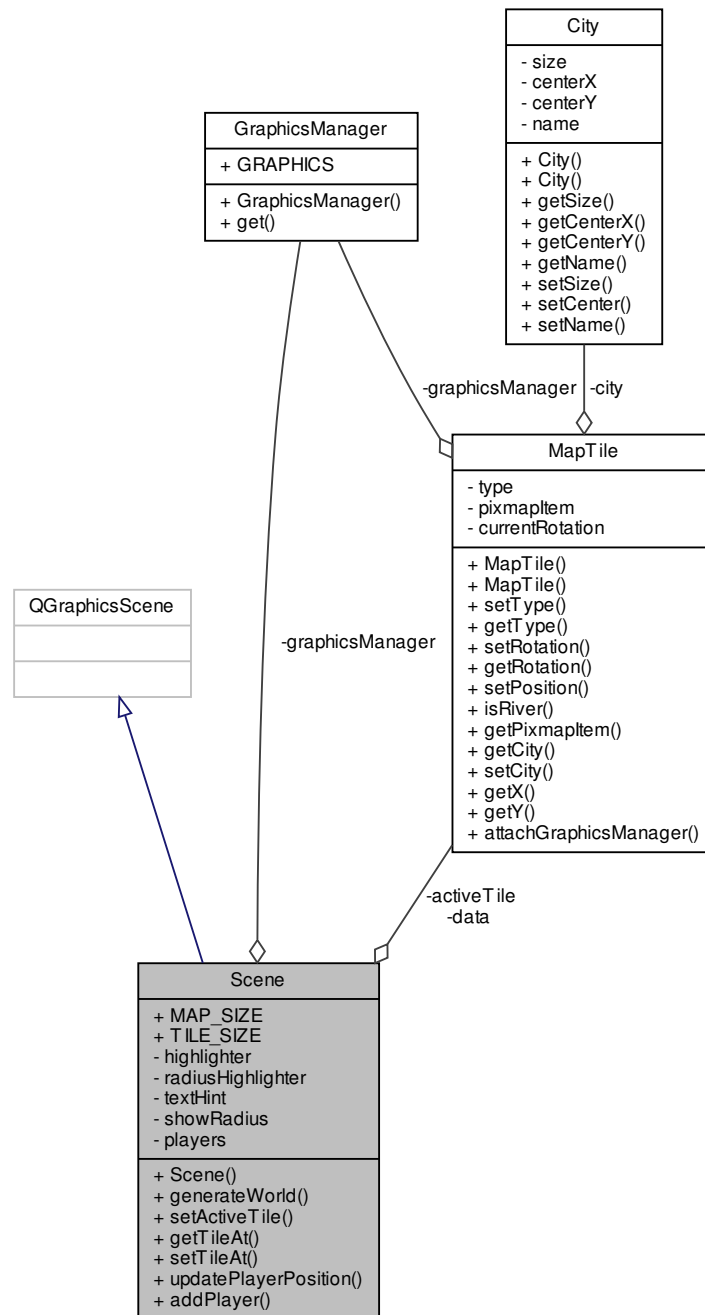 City
- size
- centerX
- centerY
- name
+ City()
+ City()
+ getSize()
+ getCenterX()
+ getCenterY()
+ getName()
+ setSize()
+ setCenter()
+ setName()
GraphicsManager
+ GRAPHICS
+ GraphicsManager()
+ get()
-graphicsManager
-city
MapTile
- type
- pixmapItem
- currentRotation
+ MapTile()
+ MapTile()
+ setType()
+ getType()
+ setRotation()
+ getRotation()
+ setPosition()
+ isRiver()
+ getPixmapItem()
+ getCity()
+ setCity()
+ getX()
+ getY()
+ attachGraphicsManager()
QGraphicsScene
-graphicsManager
-activeTile
-data
Scene
+ MAP_SIZE
+ TILE_SIZE
- highlighter
- radiusHighlighter
- textHint
- showRadius
- players
+ Scene()
+ generateWorld()
+ setActiveTile()
+ getTileAt()
+ setTileAt()
+ updatePlayerPosition()
+ addPlayer()